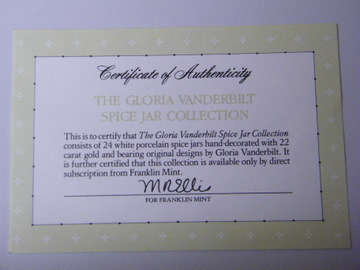 Certificate of Authenticity
THE GLORIA VANDERBILT
SPICE JAR COLLECTION
This is to certify that The Gloria Vanderbilt Spice Jar Collection
consists of 24 white porcelain spice jars hand-decorated with 22
carat gold and bearing original designs by Gloria Vanderbilt. It
is further certified that this collection is available only by direct
subscription from Franklin Mint.
FOR FRANKLIN MINT